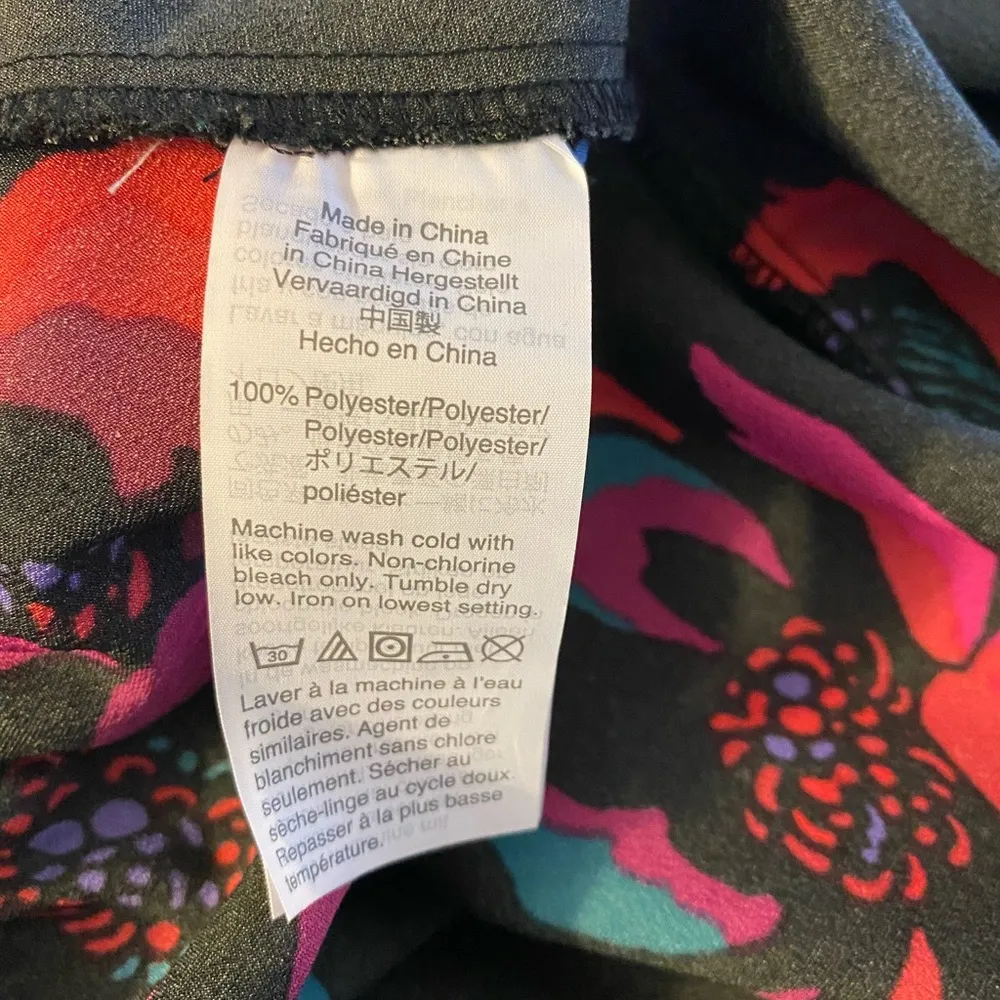 Made in China
Fabriqué en Chine
in China Hergestellt
Vervaardigd in China
中国製
Hecho en China
100% Polyester/Polyester/
Polyester/Polyester/
ポリエステル/
poliéster
Machine wash cold with
like colors. Non-chlorine
bleach only. Tumble dry
low. Iron on lowest setting.
30
Laver à la machine à l'eau
froide avec des couleurs
similaires. Agent de
blanchiment sans chlore
seulement. Sécher au
sèche-linge au cycle doux.
Repasser à la plus basse
température.